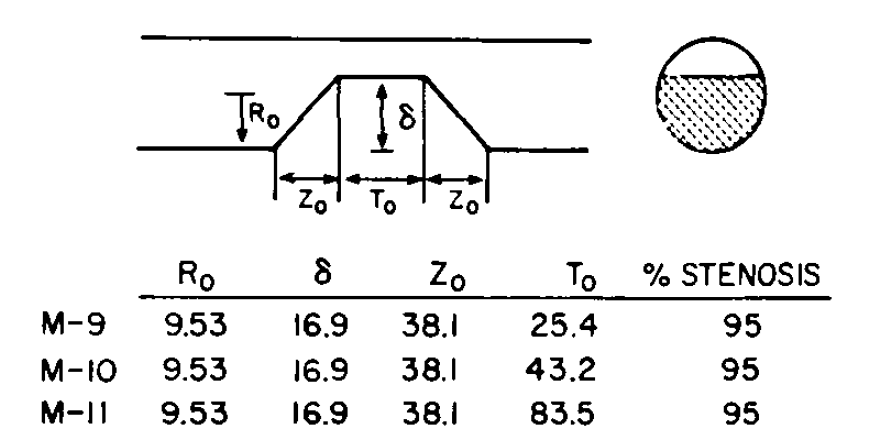 R₀ δ
Z₀ T₀ Z₀
R₀ δ Z₀ T₀ % STENOSIS
M-9 9.53 16.9 38.1 25.4 95
M-10 9.53 16.9 38.1 43.2 95
M-11 9.53 16.9 38.1 83.5 95